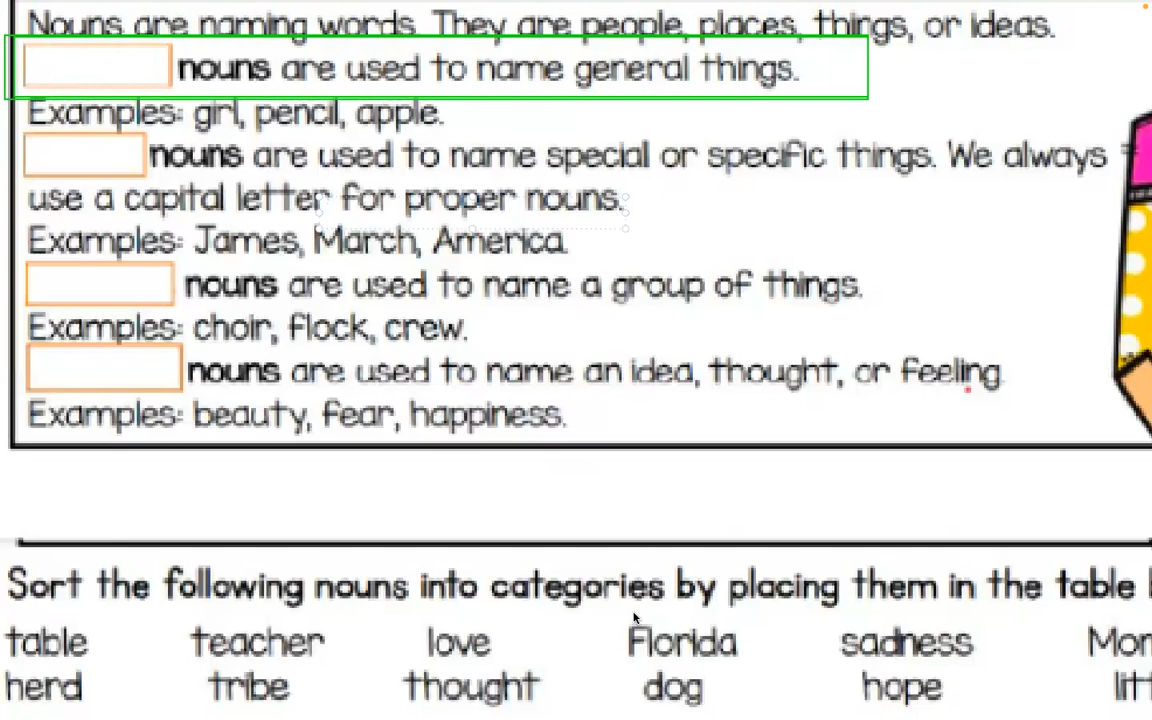 Nouns are naming words. They are people, places, things, or ideas.
nouns are used to name general things.
Examples: girl, pencil, apple.
nouns are used to name special or specific things. We always
use a capital letter for proper nouns.
Examples: James, March, America.
nouns are used to name a group of things.
Examples: choir, flock, crew.
nouns are used to name an idea, thought, or feeling.
Examples: beauty, fear, happiness.
Sort the following nouns into categories by placing them in the table
table teacher love Florida sadness Mon
herd tribe thought dog hope litt